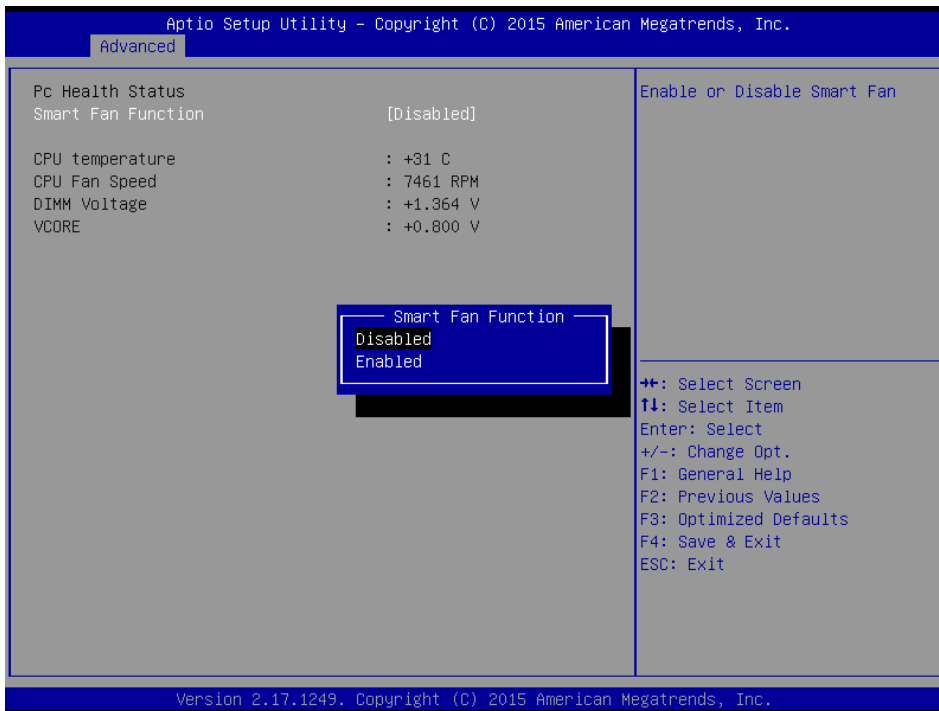 Aptio Setup Utility – Copyright (C) 2015 American Megatrends, Inc.
Advanced
Pc Health Status
Smart Fan Function [Disabled]
CPU temperature : +31 C
CPU Fan Speed : 7461 RPM
DIMM Voltage : +1.364 V
VCORE : +0.800 V
Smart Fan Function
Disabled
Enabled
Enable or Disable Smart Fan
→←: Select Screen
↑↓: Select Item
Enter: Select
+/-: Change Opt.
F1: General Help
F2: Previous Values
F3: Optimized Defaults
F4: Save & Exit
ESC: Exit
Version 2.17.1249. Copyright (C) 2015 American Megatrends, Inc.